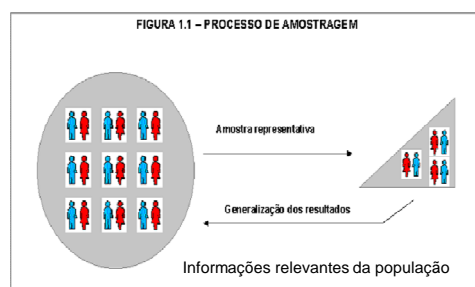 FIGURA 1.1 – PROCESSO DE AMOSTRAGEM
Amostra representativa
Generalização dos resultados
Informações relevantes da população